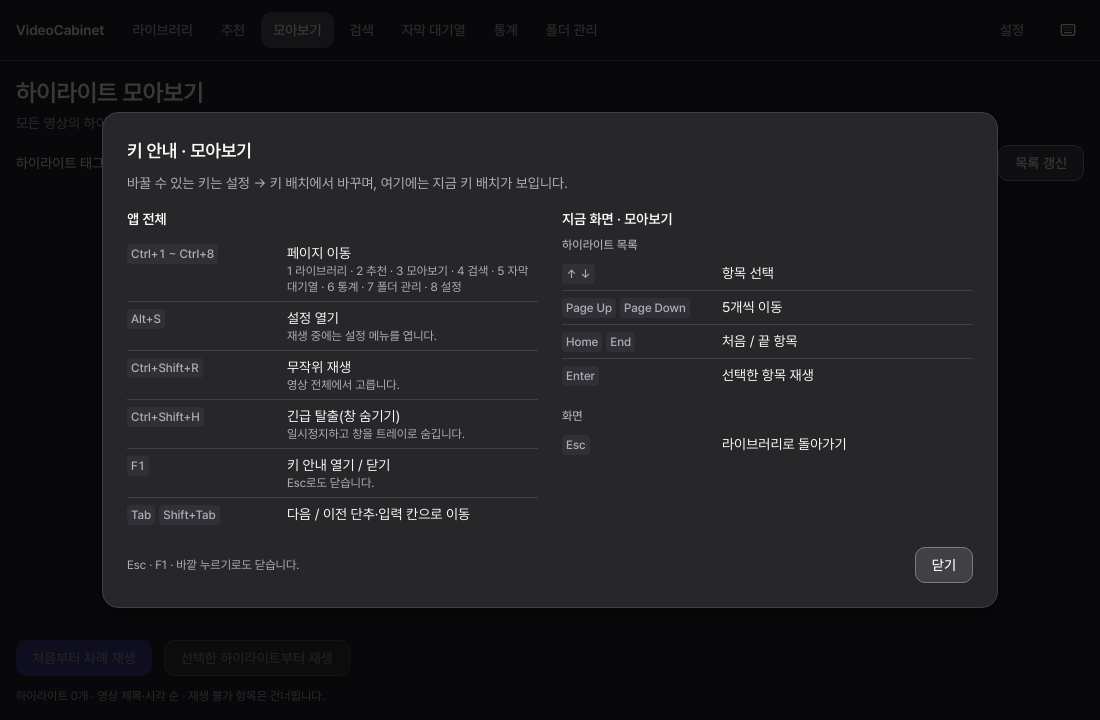 VideoCabinet 라이브러리 추천 모아보기 검색 자막 대기열 통계 폴더 관리 설정
하이라이트 모아보기
모든 영상의 하이
하이라이트 태그
목록 갱신
키 안내 · 모아보기
바꿀 수 있는 키는 설정 → 키 배치에서 바꾸며, 여기에는 지금 키 배치가 보입니다.
앱 전체
Ctrl+1 ~ Ctrl+8 페이지 이동
1 라이브러리 · 2 추천 · 3 모아보기 · 4 검색 · 5 자막
대기열 · 6 통계 · 7 폴더 관리 · 8 설정
Alt+S 설정 열기
재생 중에는 설정 메뉴를 엽니다.
Ctrl+Shift+R 무작위 재생
영상 전체에서 고릅니다.
Ctrl+Shift+H 긴급 탈출(창 숨기기)
일시정지하고 창을 트레이로 숨깁니다.
F1 키 안내 열기 / 닫기
Esc로도 닫습니다.
Tab Shift+Tab 다음 / 이전 단추·입력 칸으로 이동
지금 화면 · 모아보기
하이라이트 목록
↑ ↓ 항목 선택
Page Up Page Down 5개씩 이동
Home End 처음 / 끝 항목
Enter 선택한 항목 재생
화면
Esc 라이브러리로 돌아가기
Esc · F1 · 바깥 누르기로도 닫습니다.
닫기
처음부터 차례 재생 선택한 하이라이트부터 재생
하이라이트 0개 · 영상 제목·시각 순 · 재생 불가 항목은 건너뜁니다.